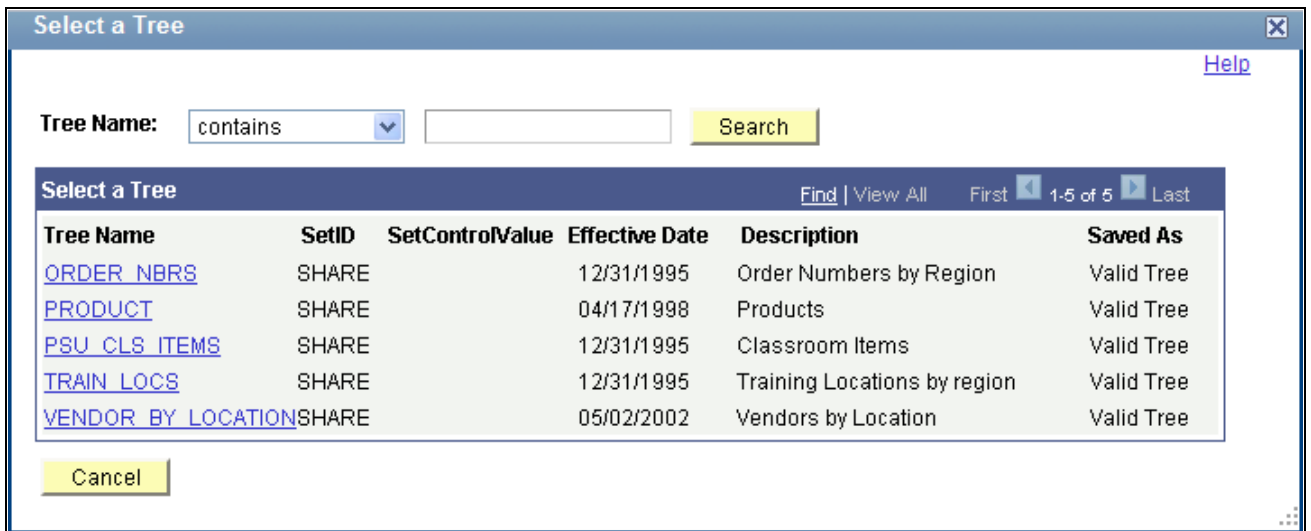 Select a Tree
Help
Tree Name: contains Search
Select a Tree Find | View All First 1-5 of 5 Last
Tree Name SetID SetControlValue Effective Date Description Saved As
ORDER_NBRS SHARE 12/31/1995 Order Numbers by Region Valid Tree
PRODUCT SHARE 04/17/1998 Products Valid Tree
PSU_CLS_ITEMS SHARE 12/31/1995 Classroom Items Valid Tree
TRAIN_LOCS SHARE 12/31/1995 Training Locations by region Valid Tree
VENDOR_BY_LOCATION SHARE 05/02/2002 Vendors by Location Valid Tree
Cancel